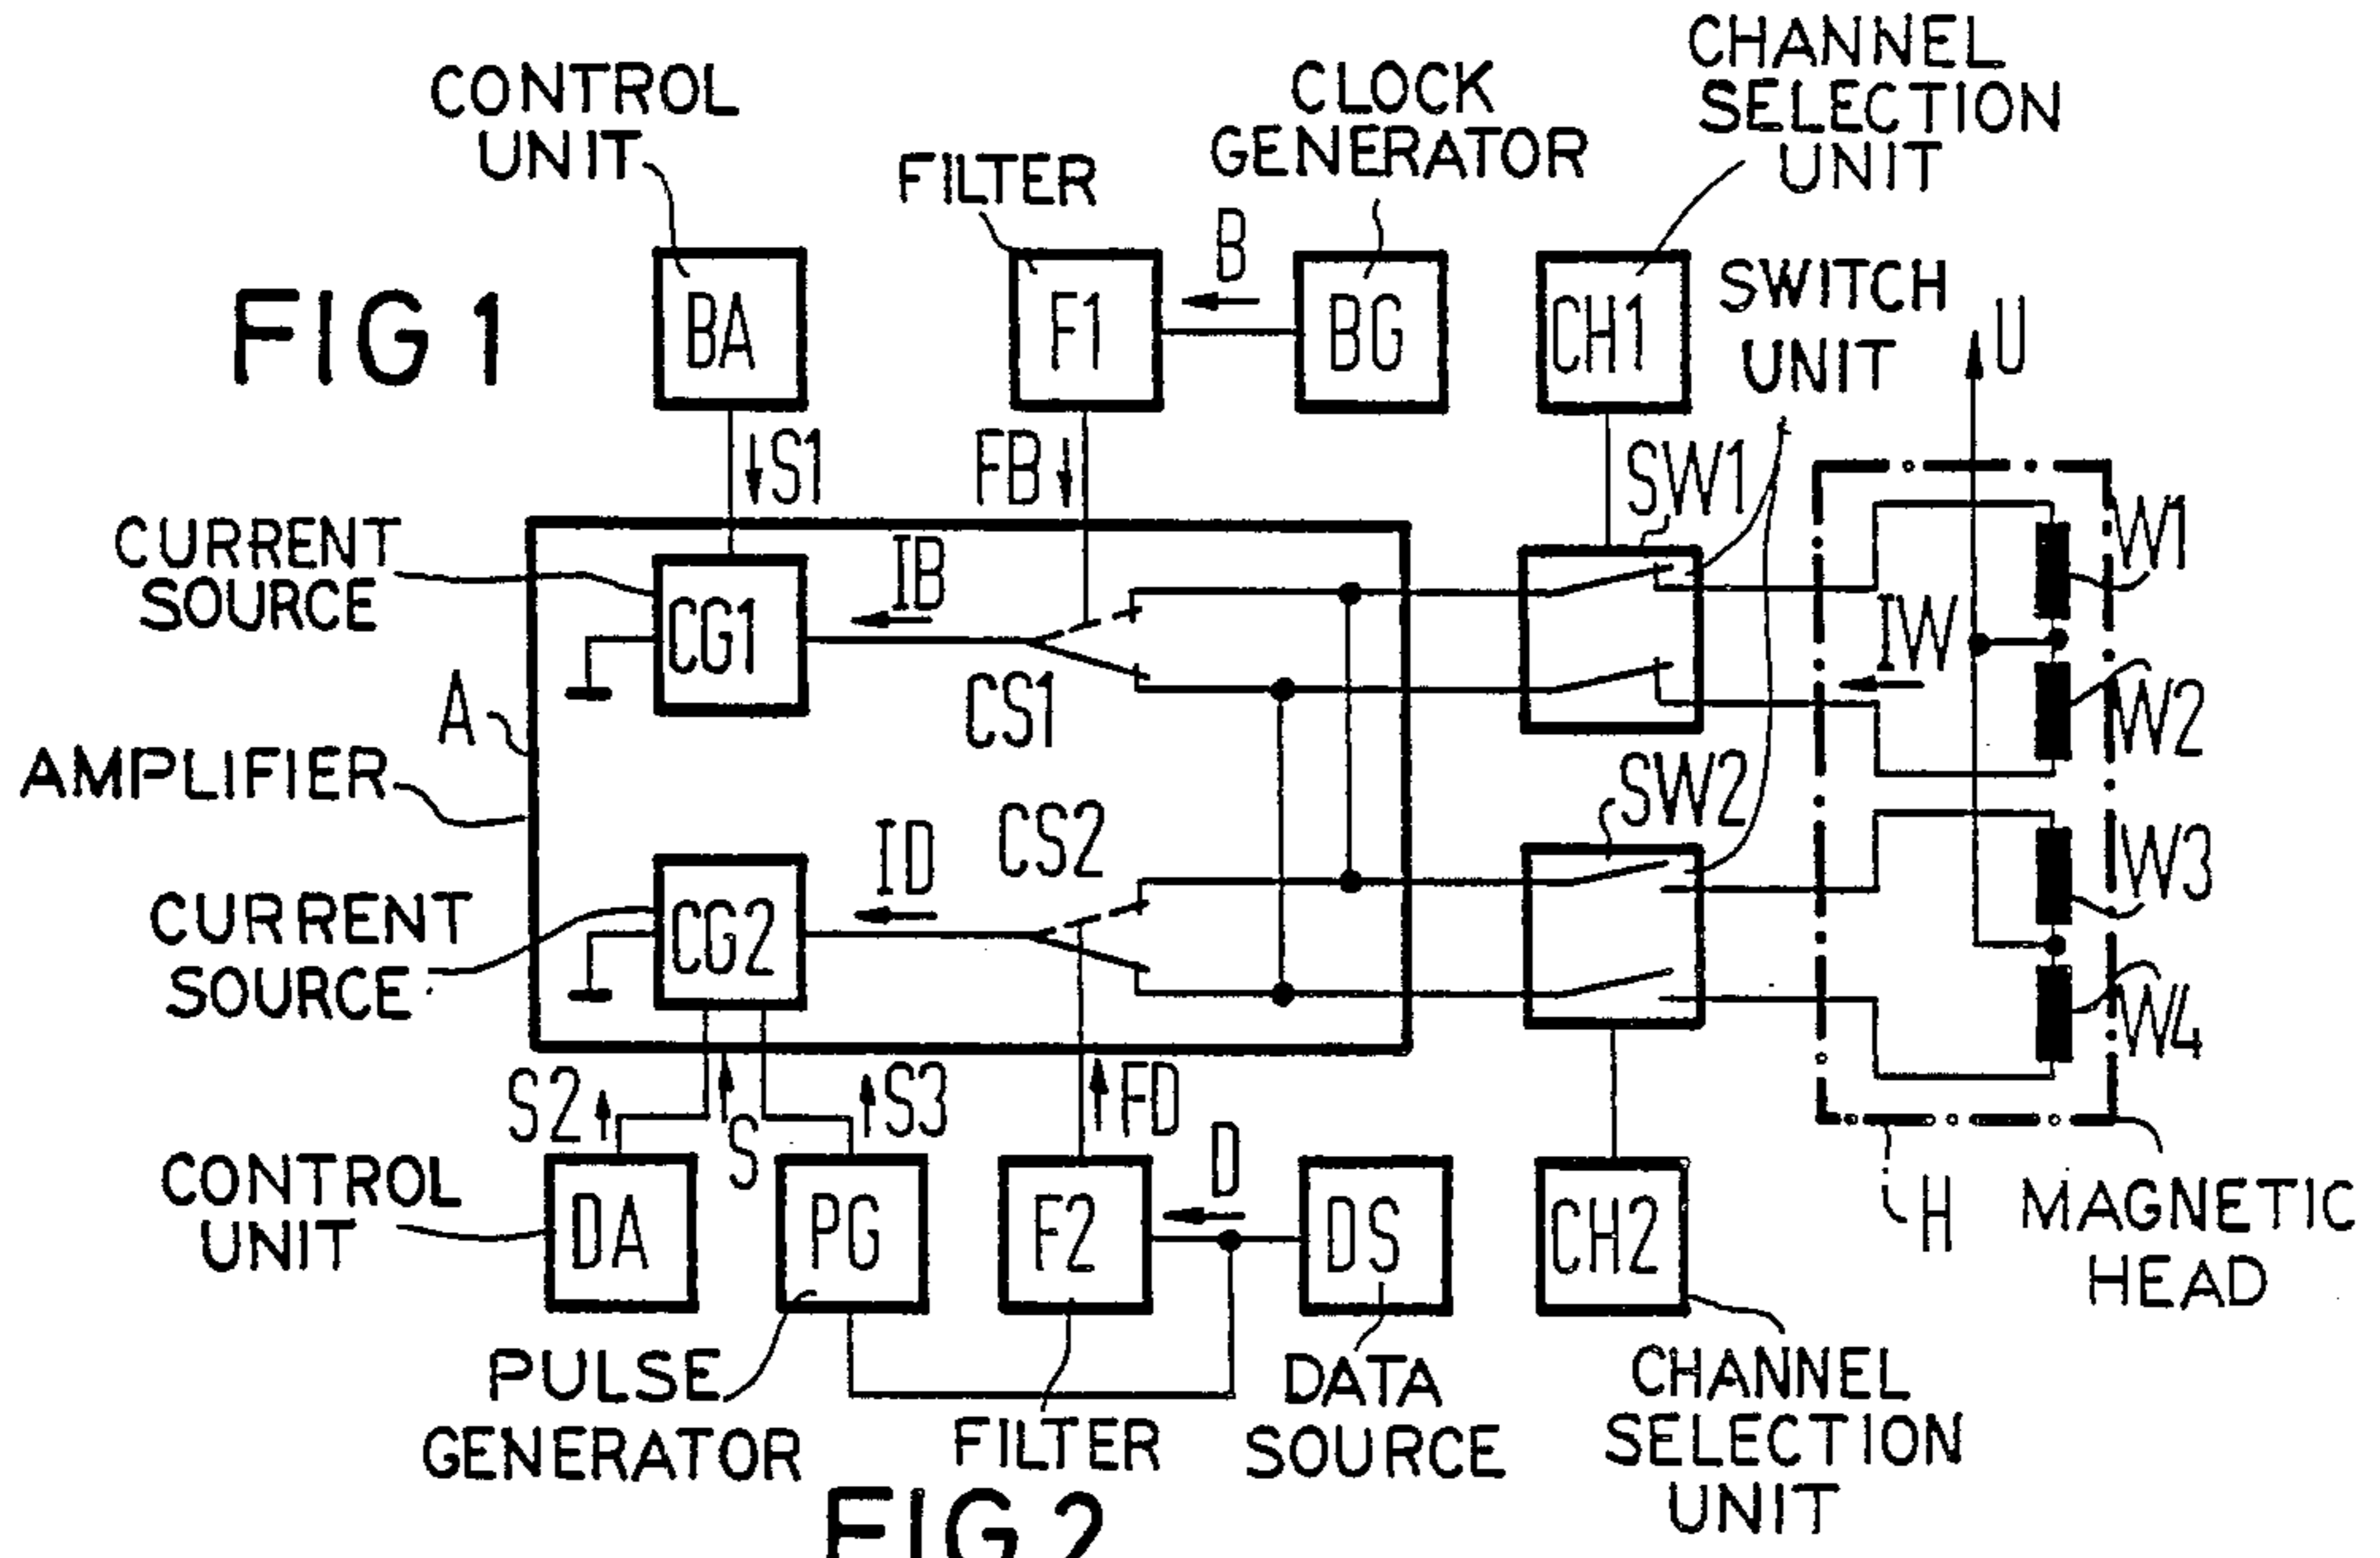 CHANNEL
SELECTION
UNIT
CONTROL
UNIT
CLOCK
GENERATOR
FILTER
FIG 1
BA
F1
B
BG
CH1
SWITCH
UNIT
U
S1
FB
SW1
W1
CURRENT
SOURCE
IB
CG1
CS1
IW
W2
A
AMPLIFIER
SW2
CS2
ID
W3
CURRENT
SOURCE
CG2
W4
S2
S
S3
FD
D
CONTROL
UNIT
DA
PG
F2
DS
CH2
H
MAGNETIC
HEAD
PULSE
GENERATOR
FILTER
DATA
SOURCE
CHANNEL
SELECTION
UNIT
FIG 2